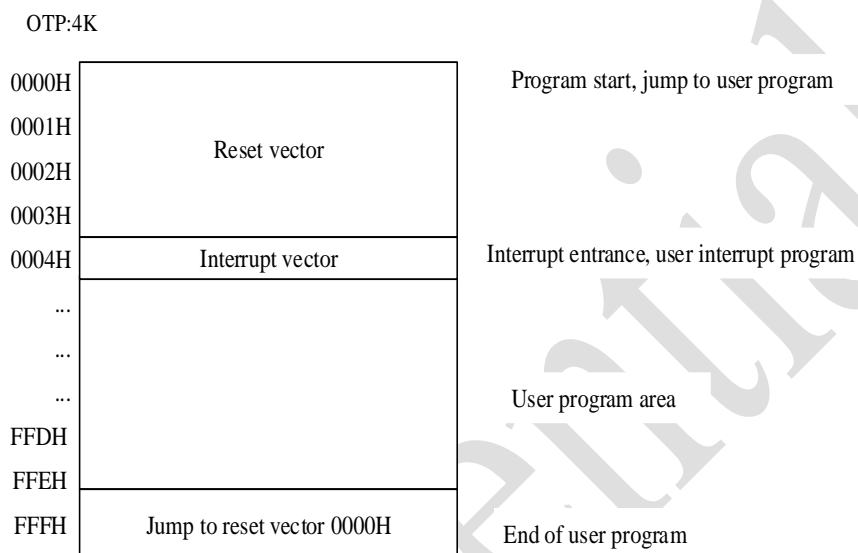 OTP:4K
0000H Program start, jump to user program
0001H
Reset vector
0002H
0003H
0004H Interrupt vector Interrupt entrance, user interrupt program
...
...
...
User program area
FFDH
FFEH
FFFH Jump to reset vector 0000H End of user program